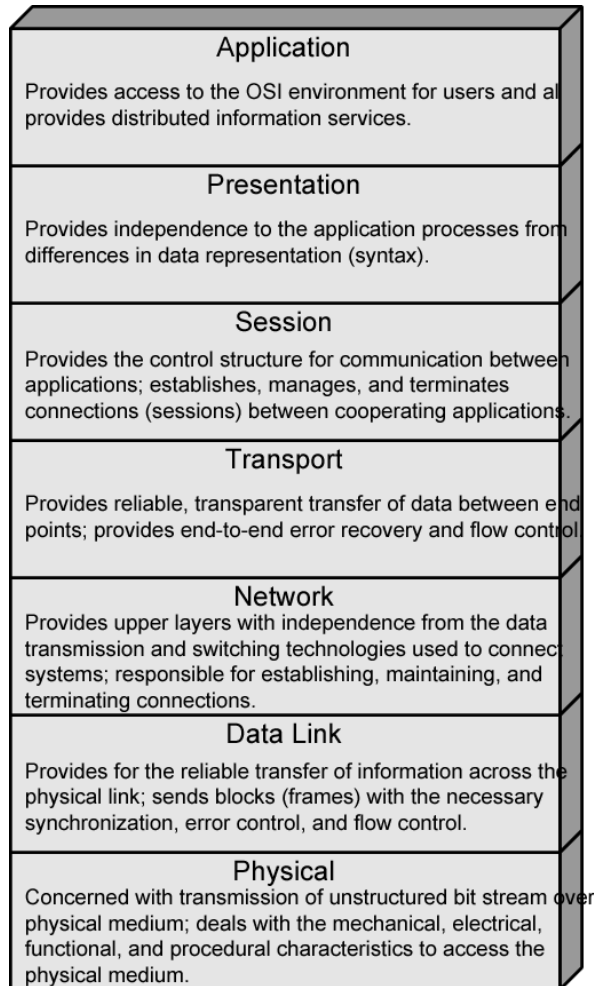 Application
Provides access to the OSI environment for users and al
provides distributed information services.
Presentation
Provides independence to the application processes from
differences in data representation (syntax).
Session
Provides the control structure for communication between
applications; establishes, manages, and terminates
connections (sessions) between cooperating applications.
Transport
Provides reliable, transparent transfer of data between end
points; provides end-to-end error recovery and flow control.
Network
Provides upper layers with independence from the data
transmission and switching technologies used to connect
systems; responsible for establishing, maintaining, and
terminating connections.
Data Link
Provides for the reliable transfer of information across the
physical link; sends blocks (frames) with the necessary
synchronization, error control, and flow control.
Physical
Concerned with transmission of unstructured bit stream over
physical medium; deals with the mechanical, electrical,
functional, and procedural characteristics to access the
physical medium.